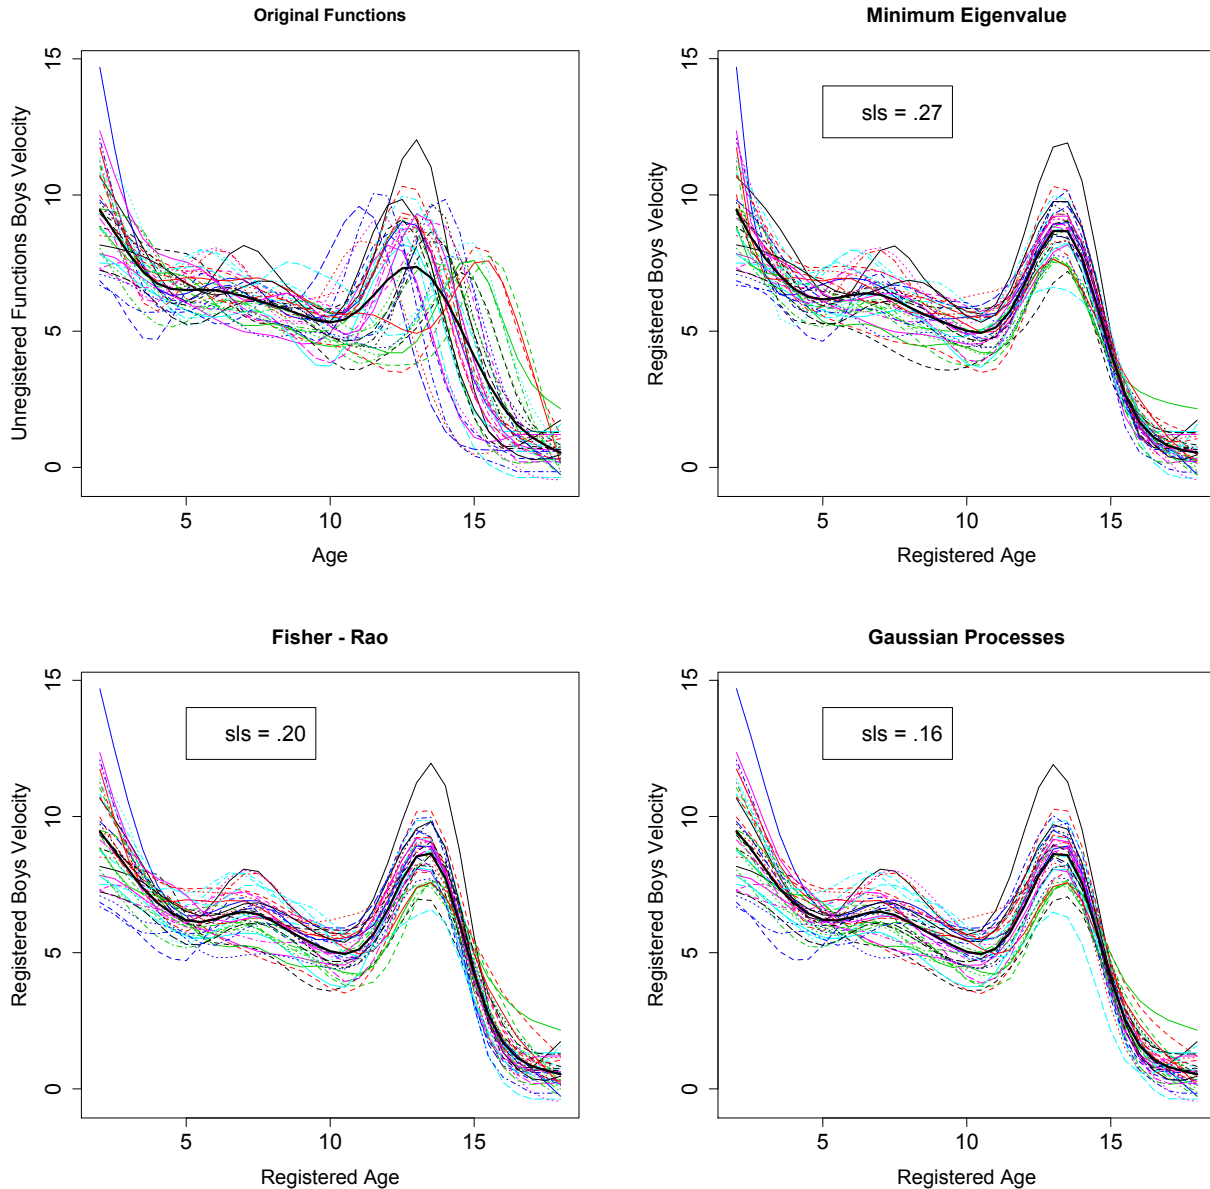 Original Functions
Unregistered Functions Boys Velocity
15
10
5
0
5 10 15
Age
Minimum Eigenvalue
Registered Boys Velocity
15
10
5
0
sls = .27
5 10 15
Registered Age
Fisher - Rao
Registered Boys Velocity
15
10
5
0
sls = .20
5 10 15
Registered Age
Gaussian Processes
Registered Boys Velocity
15
10
5
0
sls = .16
5 10 15
Registered Age